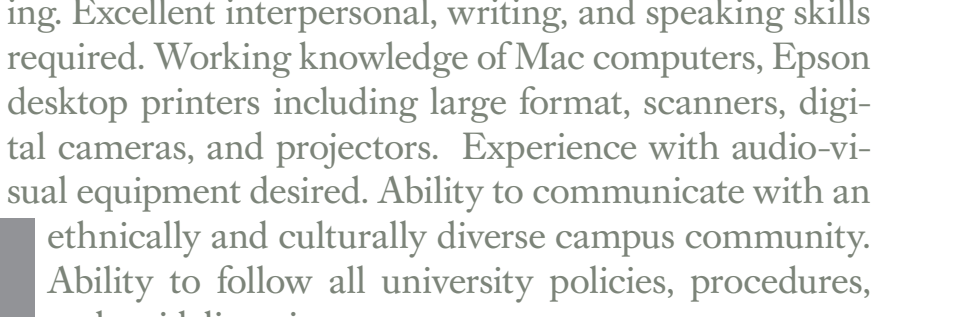 ing. Excellent interpersonal, writing, and speaking skills
required. Working knowledge of Mac computers, Epson
desktop printers including large format, scanners, digi-
tal cameras, and projectors.  Experience with audio-vi-
sual equipment desired. Ability to communicate with an
ethnically and culturally diverse campus community.
Ability to follow all university policies, procedures,